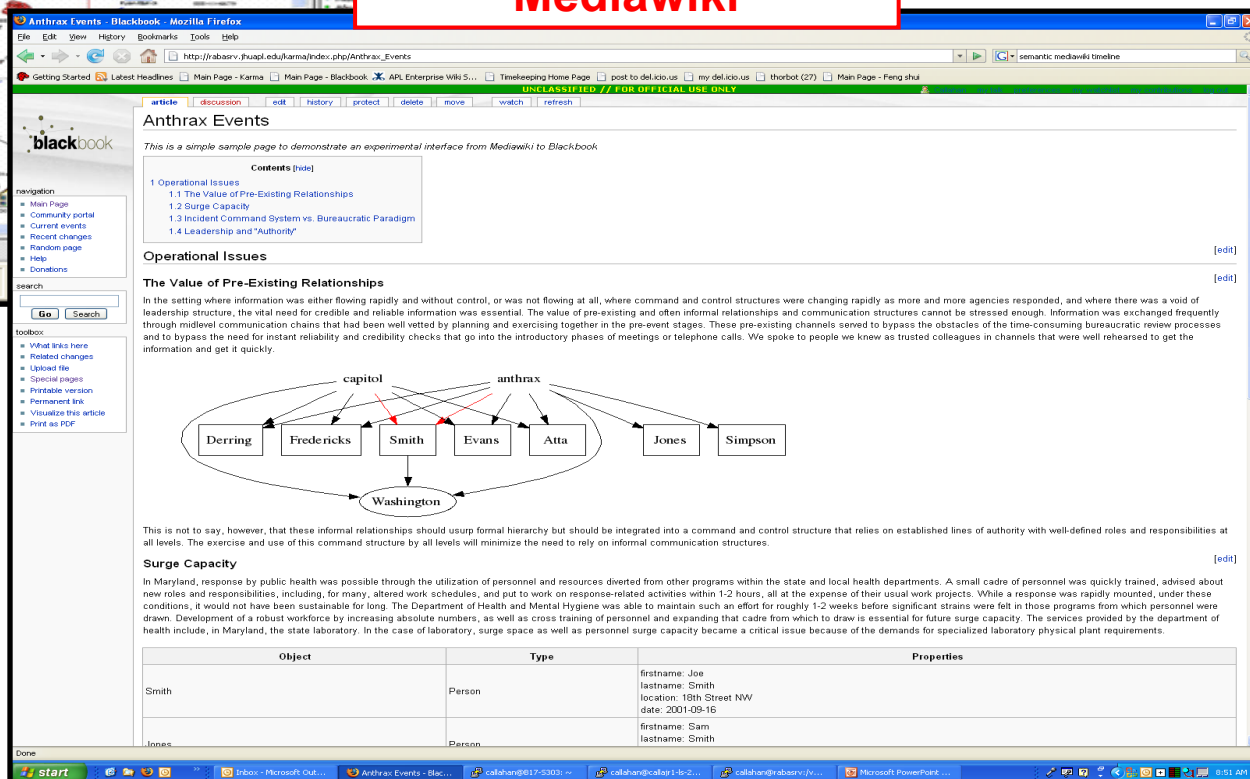 MediaWiki
Anthrax Events - Blackbook - Mozilla Firefox
File Edit View History Bookmarks Tools Help
http://rabasrv.jhuapl.edu/karma/index.php/Anthrax_Events
semantic mediawiki timeline
Getting Started Latest Headlines Main Page - Karma Main Page - Blackbook APL Enterprise Wiki S... Timekeeping Home Page post to del.icio.us my del.icio.us thorbot (27) Main Page - Feng shui
UNCLASSIFIED // FOR OFFICIAL USE ONLY
article discussion edit history protect delete move watch refresh
blackbook
navigation
Main Page
Community portal
Current events
Recent changes
Random page
Help
Donations
search
Go Search
toolbox
What links here
Related changes
Upload file
Special pages
Printable version
Permanent link
Visualize this article
Print as PDF
Anthrax Events
This is a simple sample page to demonstrate an experimental interface from Mediawiki to Blackbook
Contents [hide]
1 Operational Issues
1.1 The Value of Pre-Existing Relationships
1.2 Surge Capacity
1.3 Incident Command System vs. Bureaucratic Paradigm
1.4 Leadership and "Authority"
Operational Issues [edit]
The Value of Pre-Existing Relationships [edit]
In the setting where information was either flowing rapidly and without control, or was not flowing at all, where command and control structures were changing rapidly as more and more agencies responded, and where there was a void of
leadership structure, the vital need for credible and reliable information was essential. The value of pre-existing and often informal relationships and communication structures cannot be stressed enough. Information was exchanged frequently
through midlevel communication chains that had been well vetted by planning and exercising together in the pre-event stages. These pre-existing channels served to bypass the obstacles of the time-consuming bureaucratic review processes
and to bypass the need for instant reliability and credibility checks that go into the introductory phases of meetings or telephone calls. We spoke to people we knew as trusted colleagues in channels that were well rehearsed to get the
information and get it quickly.
capitol anthrax
Derring Fredericks Smith Evans Atta Jones Simpson
Washington
This is not to say, however, that these informal relationships should usurp formal hierarchy but should be integrated into a command and control structure that relies on established lines of authority with well-defined roles and responsibilities at
all levels. The exercise and use of this command structure by all levels will minimize the need to rely on informal communication structures.
Surge Capacity [edit]
In Maryland, response by public health was possible through the utilization of personnel and resources diverted from other programs within the state and local health departments. A small cadre of personnel was quickly trained, advised about
new roles and responsibilities, including, for many, altered work schedules, and put to work on response-related activities within 1-2 hours, all at the expense of their usual work projects. While a response was rapidly mounted, under these
conditions, it would not have been sustainable for long. The Department of Health and Mental Hygiene was able to maintain such an effort for roughly 1-2 weeks before significant strains were felt in those programs from which personnel were
drawn. Development of a robust workforce by increasing absolute numbers, as well as cross training of personnel and expanding that cadre from which to draw is essential for future surge capacity. The services provided by the department of
health include, in Maryland, the state laboratory. In the case of laboratory, surge space as well as personnel surge capacity became a critical issue because of the demands for specialized laboratory physical plant requirements.
Object Type Properties
Smith Person
firstname: Joe
lastname: Smith
location: 18th Street NW
date: 2001-09-16
Jones Person
firstname: Sam
lastname: Smith
Done
start Inbox - Microsoft Out... Anthrax Events - Blac... callahan@B17-S303: ~ callahan@callajr1-ls-2... callahan@rabasrv:/v... Microsoft PowerPoint ... 8:51 AM